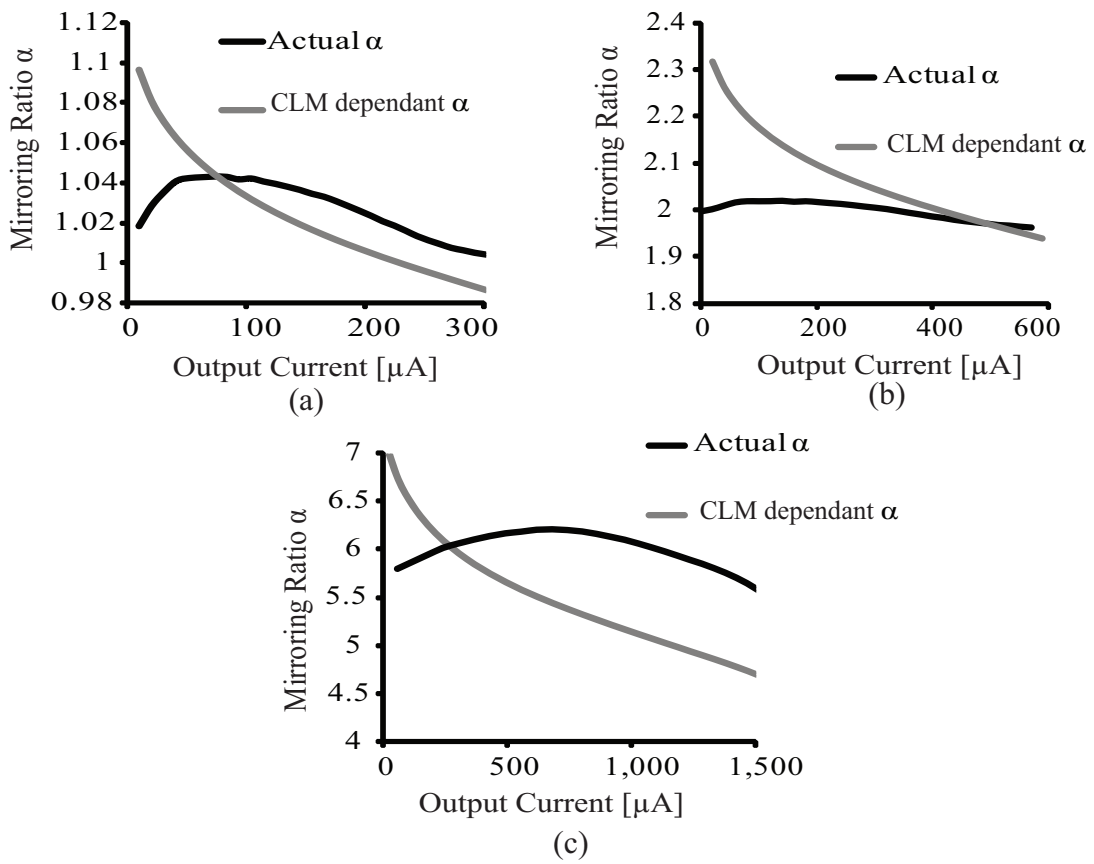 1.12
1.1
1.08
1.06
1.04
1.02
1
0.98
Mirroring Ratio α
Actual α
CLM dependant α
0
100
200
300
Output Current [µA]
(a)
2.4
2.3
2.2
2.1
2
1.9
1.8
Mirroring Ratio α
Actual α
CLM dependant α
0
200
400
600
Output Current [µA]
(b)
7
6.5
6
5.5
5
4.5
4
Mirroring Ratio α
Actual α
CLM dependant α
0
500
1,000
1,500
Output Current [µA]
(c)